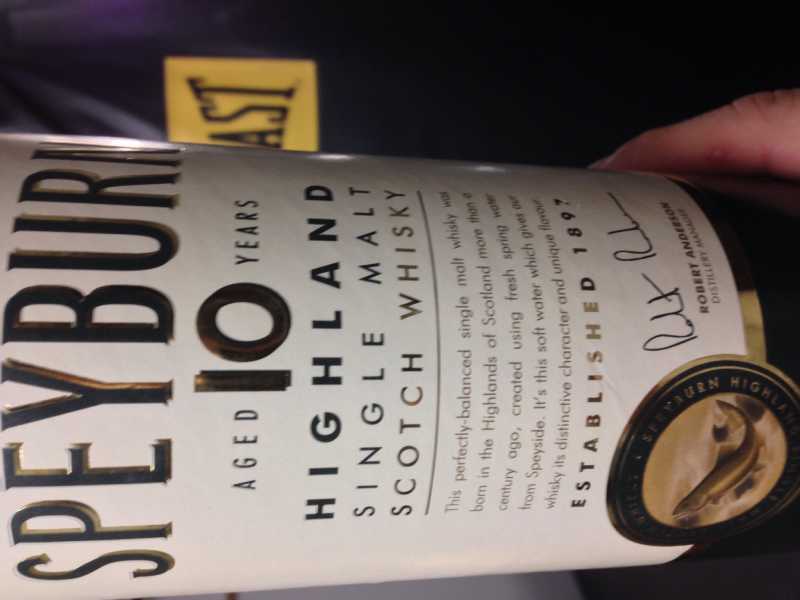 SPEYBURN
AGED 10 YEARS
HIGHLAND
SINGLE MALT
SCOTCH WHISKY
This perfectly-balanced single malt whisky was
born in the Highlands of Scotland more than a
century ago, created using fresh spring water
from Speyside. It's this soft water which gives our
whisky its distinctive character and unique flavour.
ESTABLISHED 1897
ROBERT ANDERSON
DISTILLERY MANAGER
SPEYBURN HIGHLAND
AST